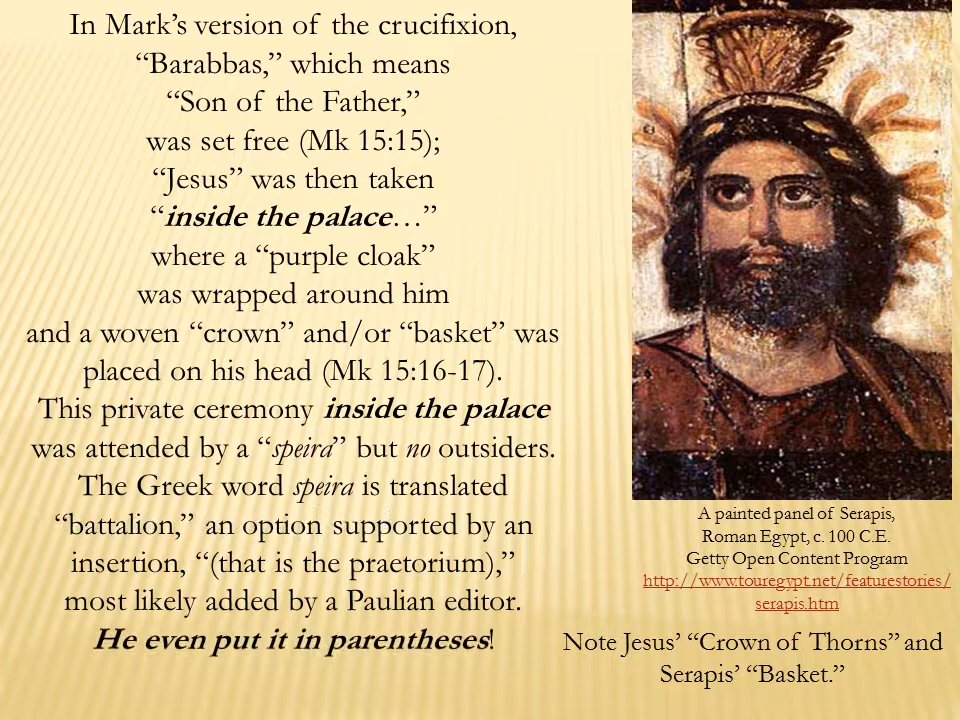 In Mark’s version of the crucifixion,
“Barabbas,” which means
“Son of the Father,”
was set free (Mk 15:15);
“Jesus” was then taken
“inside the palace…”
where a “purple cloak”
was wrapped around him
and a woven “crown” and/or “basket” was
placed on his head (Mk 15:16-17).
This private ceremony inside the palace
was attended by a “speira” but no outsiders.
The Greek word speira is translated
“battalion,” an option supported by an
insertion, “(that is the praetorium),”
most likely added by a Paulian editor.
He even put it in parentheses!
A painted panel of Serapis,
Roman Egypt, c. 100 C.E.
Getty Open Content Program
http://www.touregypt.net/featurestories/
serapis.htm
Note Jesus’ “Crown of Thorns” and
Serapis’ “Basket.”